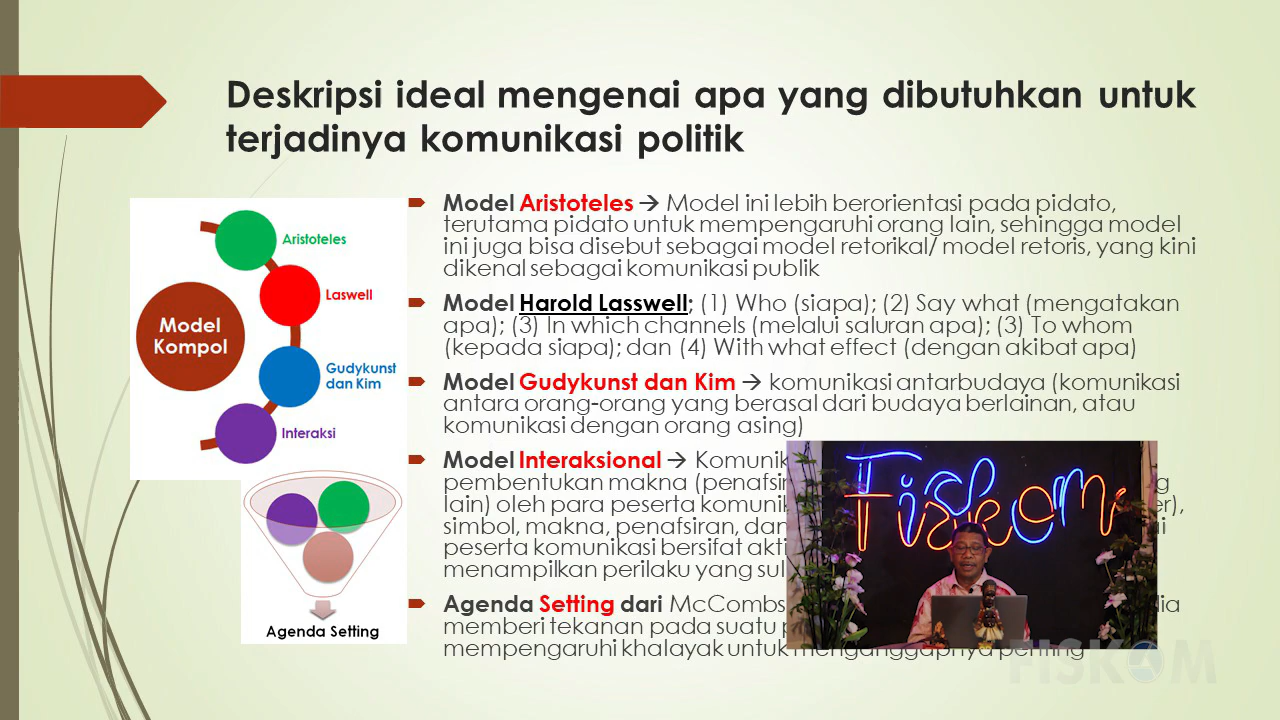 Deskripsi ideal mengenai apa yang dibutuhkan untuk
terjadinya komunikasi politik
Model Aristoteles → Model ini lebih berorientasi pada pidato,
terutama pidato untuk mempengaruhi orang lain, sehingga model
ini juga bisa disebut sebagai model retorikal/ model retoris, yang kini
dikenal sebagai komunikasi publik
Model Harold Lasswell; (1) Who (siapa); (2) Say what (mengatakan
apa); (3) In which channels (melalui saluran apa); (3) To whom
(kepada siapa); dan (4) With what effect (dengan akibat apa)
Model Gudykunst dan Kim → komunikasi antarbudaya (komunikasi
antara orang-orang yang berasal dari budaya berlainan, atau
komunikasi dengan orang asing)
Model Interaksional →
pembentukan makna
lain) oleh para peserta
simbol, makna, penafsiran,
peserta komunikasi bersifat
menampilkan perilaku yang
Agenda Setting dari McCombs
memberi tekanan pada suatu
mempengaruhi khalayak untuk menganggapnya penting
Model
Kompol
Aristoteles
Laswell
Gudykunst
dan Kim
Interaksi
Agenda Setting
Fiskom
FISKOM